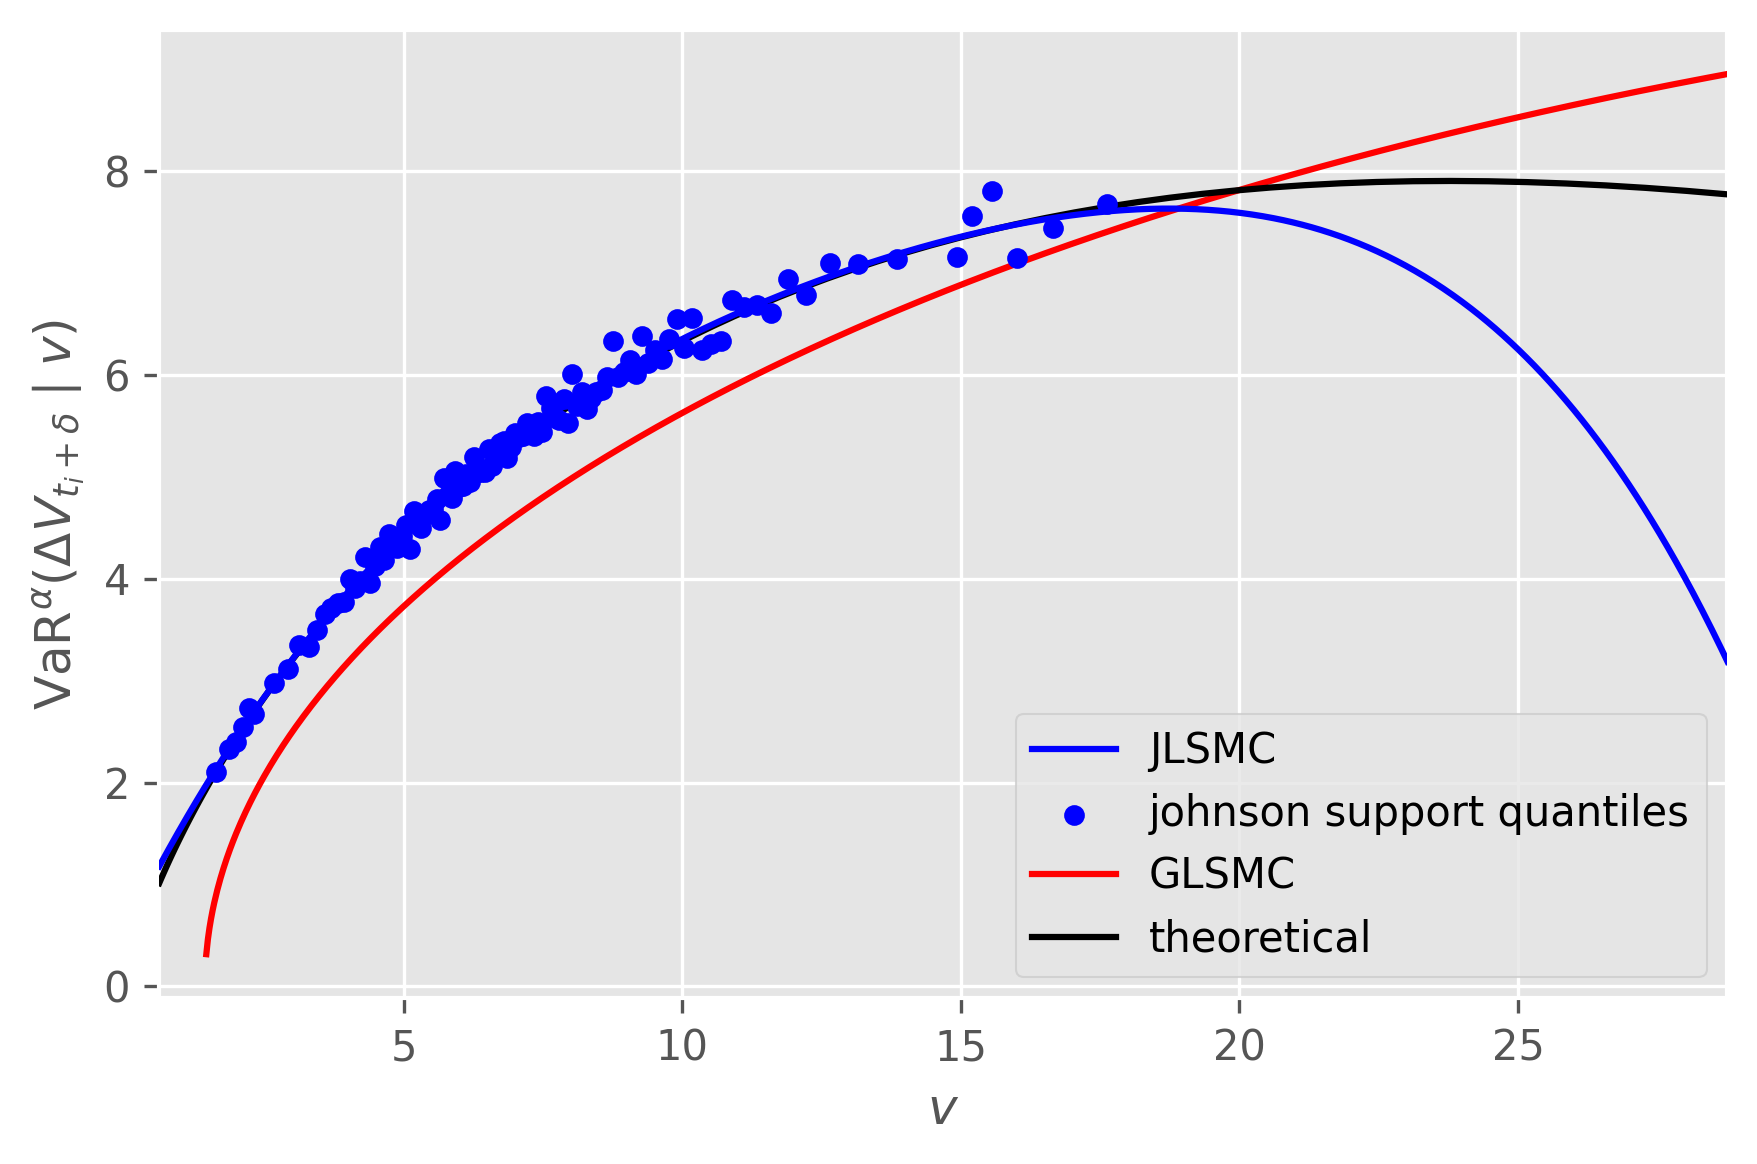 VaR^α(ΔV_{t_i+δ} | v)
8
6
4
2
0
5 10 15 20 25
v
JLSMC
johnson support quantiles
GLSMC
theoretical